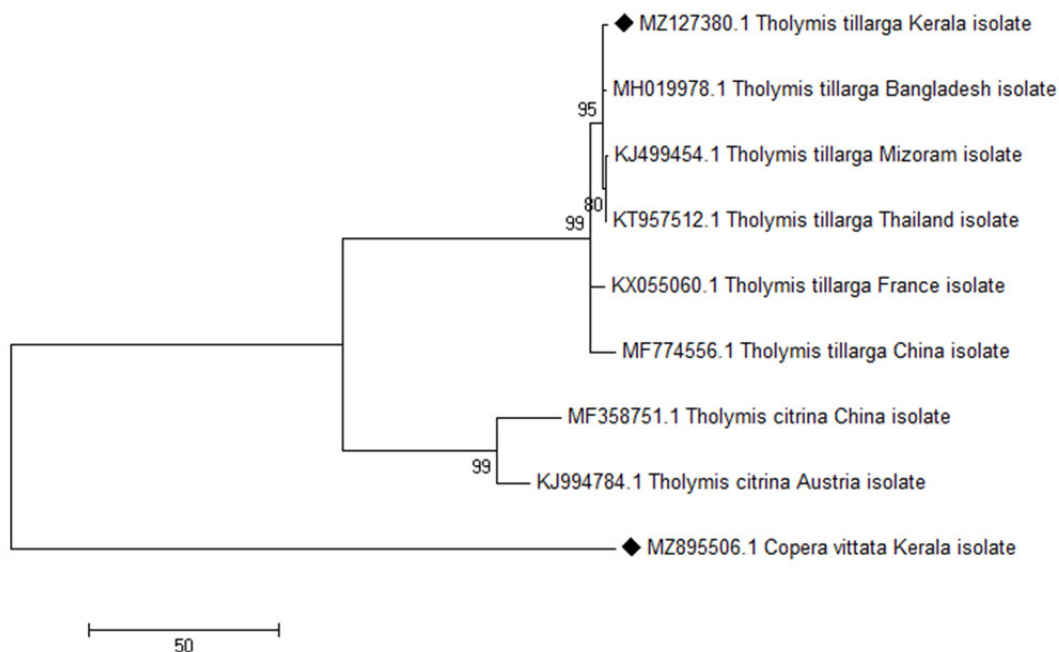 MZ127380.1 Tholymis tillarga Kerala isolate
MH019978.1 Tholymis tillarga Bangladesh isolate
95
KJ499454.1 Tholymis tillarga Mizoram isolate
80
KT957512.1 Tholymis tillarga Thailand isolate
99
KX055060.1 Tholymis tillarga France isolate
MF774556.1 Tholymis tillarga China isolate
MF358751.1 Tholymis citrina China isolate
99
KJ994784.1 Tholymis citrina Austria isolate
MZ895506.1 Copera vittata Kerala isolate
50